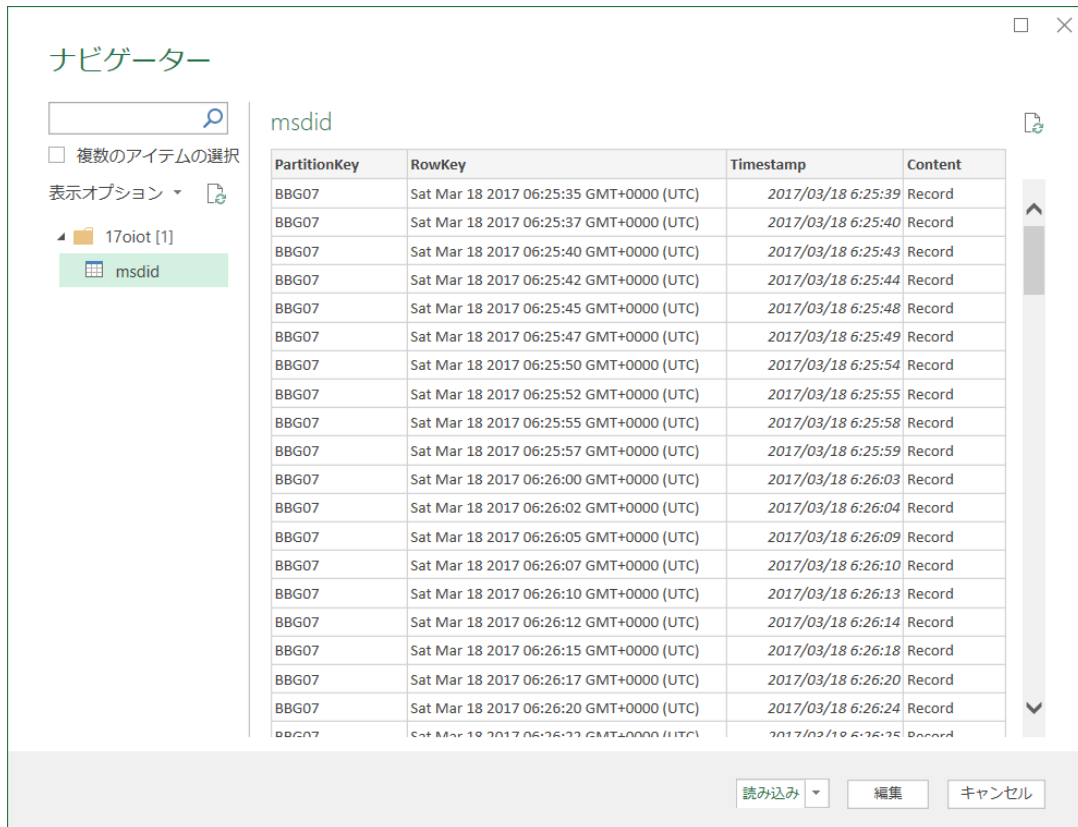 ナビゲーター
複数のアイテムの選択
表示オプション
17oiot [1]
msdid
msdid
PartitionKey RowKey Timestamp Content
BBG07 Sat Mar 18 2017 06:25:35 GMT+0000 (UTC) 2017/03/18 6:25:39 Record
BBG07 Sat Mar 18 2017 06:25:37 GMT+0000 (UTC) 2017/03/18 6:25:40 Record
BBG07 Sat Mar 18 2017 06:25:40 GMT+0000 (UTC) 2017/03/18 6:25:43 Record
BBG07 Sat Mar 18 2017 06:25:42 GMT+0000 (UTC) 2017/03/18 6:25:44 Record
BBG07 Sat Mar 18 2017 06:25:45 GMT+0000 (UTC) 2017/03/18 6:25:48 Record
BBG07 Sat Mar 18 2017 06:25:47 GMT+0000 (UTC) 2017/03/18 6:25:49 Record
BBG07 Sat Mar 18 2017 06:25:50 GMT+0000 (UTC) 2017/03/18 6:25:54 Record
BBG07 Sat Mar 18 2017 06:25:52 GMT+0000 (UTC) 2017/03/18 6:25:55 Record
BBG07 Sat Mar 18 2017 06:25:55 GMT+0000 (UTC) 2017/03/18 6:25:58 Record
BBG07 Sat Mar 18 2017 06:25:57 GMT+0000 (UTC) 2017/03/18 6:25:59 Record
BBG07 Sat Mar 18 2017 06:26:00 GMT+0000 (UTC) 2017/03/18 6:26:03 Record
BBG07 Sat Mar 18 2017 06:26:02 GMT+0000 (UTC) 2017/03/18 6:26:04 Record
BBG07 Sat Mar 18 2017 06:26:05 GMT+0000 (UTC) 2017/03/18 6:26:09 Record
BBG07 Sat Mar 18 2017 06:26:07 GMT+0000 (UTC) 2017/03/18 6:26:10 Record
BBG07 Sat Mar 18 2017 06:26:10 GMT+0000 (UTC) 2017/03/18 6:26:13 Record
BBG07 Sat Mar 18 2017 06:26:12 GMT+0000 (UTC) 2017/03/18 6:26:14 Record
BBG07 Sat Mar 18 2017 06:26:15 GMT+0000 (UTC) 2017/03/18 6:26:18 Record
BBG07 Sat Mar 18 2017 06:26:17 GMT+0000 (UTC) 2017/03/18 6:26:20 Record
BBG07 Sat Mar 18 2017 06:26:20 GMT+0000 (UTC) 2017/03/18 6:26:24 Record
BBG07 Sat Mar 18 2017 06:26:22 GMT+0000 (UTC) 2017/03/18 6:26:25 Record
読み込み 編集 キャンセル